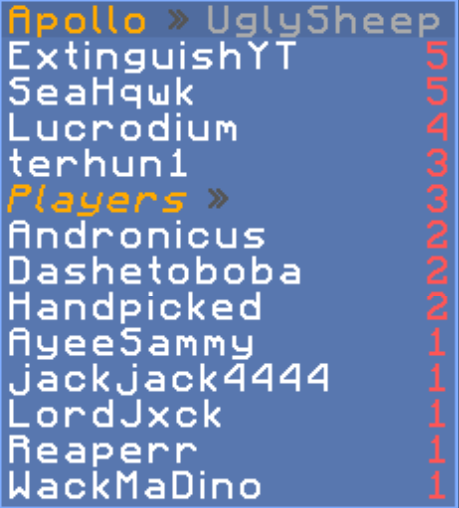 Apollo » UglySheep
ExtinguishYT 5
SeaHqwk 5
Lucrodium 4
terhun1 3
Players » 3
Andronicus 2
Dashetoboba 2
Handpicked 2
AyeeSammy 1
jackjack4444 1
LordJxck 1
Reaperr 1
WackMaDino 1